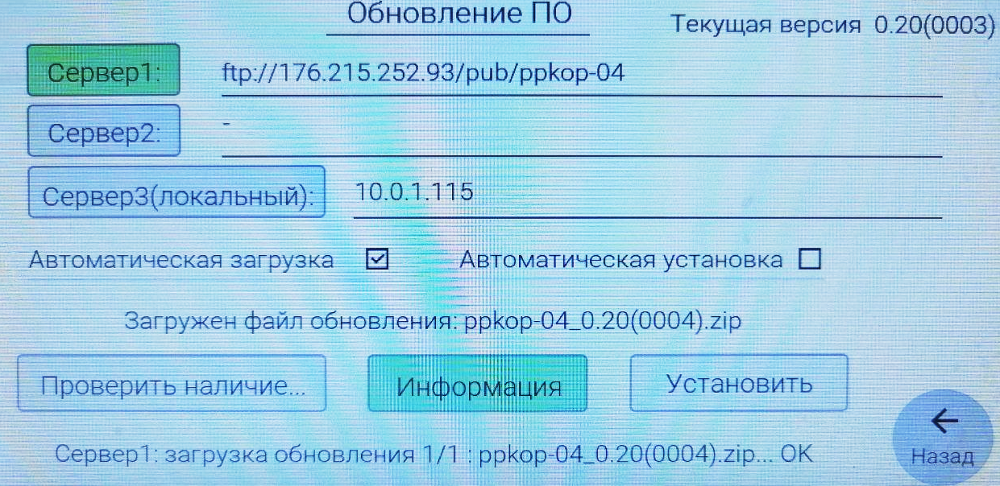 Обновление ПО
Текущая версия 0.20(0003)
Сервер1: ftp://176.215.252.93/pub/ppkop-04
Сервер2: -
Сервер3(локальный): 10.0.1.115
Автоматическая загрузка Автоматическая установка
Загружен файл обновления: ppkop-04_0.20(0004).zip
Проверить наличие... Информация Установить
Назад
Сервер1: загрузка обновления 1/1 : ppkop-04_0.20(0004).zip... OK